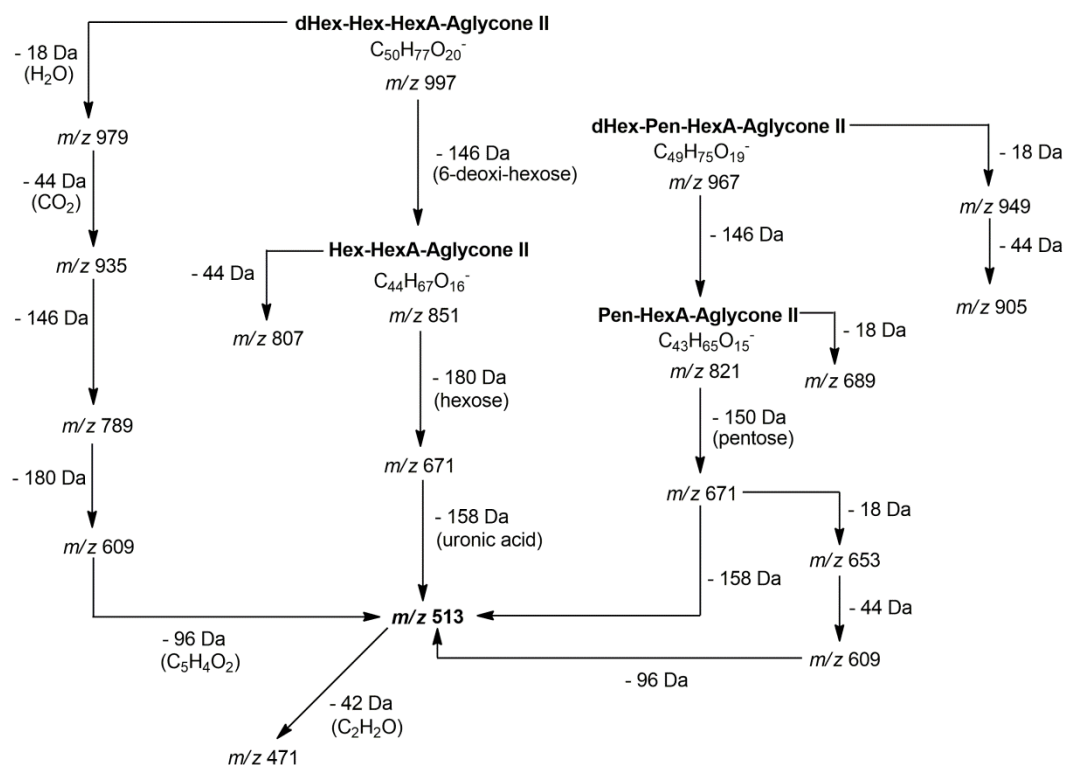 dHex-Hex-HexA-Aglycone II
C₅₀H₇₇O₂₀⁻
m/z 997
- 18 Da
(H₂O)
m/z 979
- 44 Da
(CO₂)
m/z 935
- 146 Da
m/z 789
- 180 Da
m/z 609
- 96 Da
(C₅H₄O₂)
- 146 Da
(6-deoxi-hexose)
Hex-HexA-Aglycone II
C₄₄H₆₇O₁₆⁻
m/z 851
- 44 Da
m/z 807
- 180 Da
(hexose)
m/z 671
- 158 Da
(uronic acid)
m/z 513
- 42 Da
(C₂H₂O)
m/z 471
dHex-Pen-HexA-Aglycone II
C₄₉H₇₅O₁₉⁻
m/z 967
- 18 Da
m/z 949
- 44 Da
m/z 905
- 146 Da
Pen-HexA-Aglycone II
C₄₃H₆₅O₁₅⁻
m/z 821
- 18 Da
m/z 689
- 150 Da
(pentose)
m/z 671
- 18 Da
m/z 653
- 44 Da
m/z 609
- 158 Da
- 96 Da